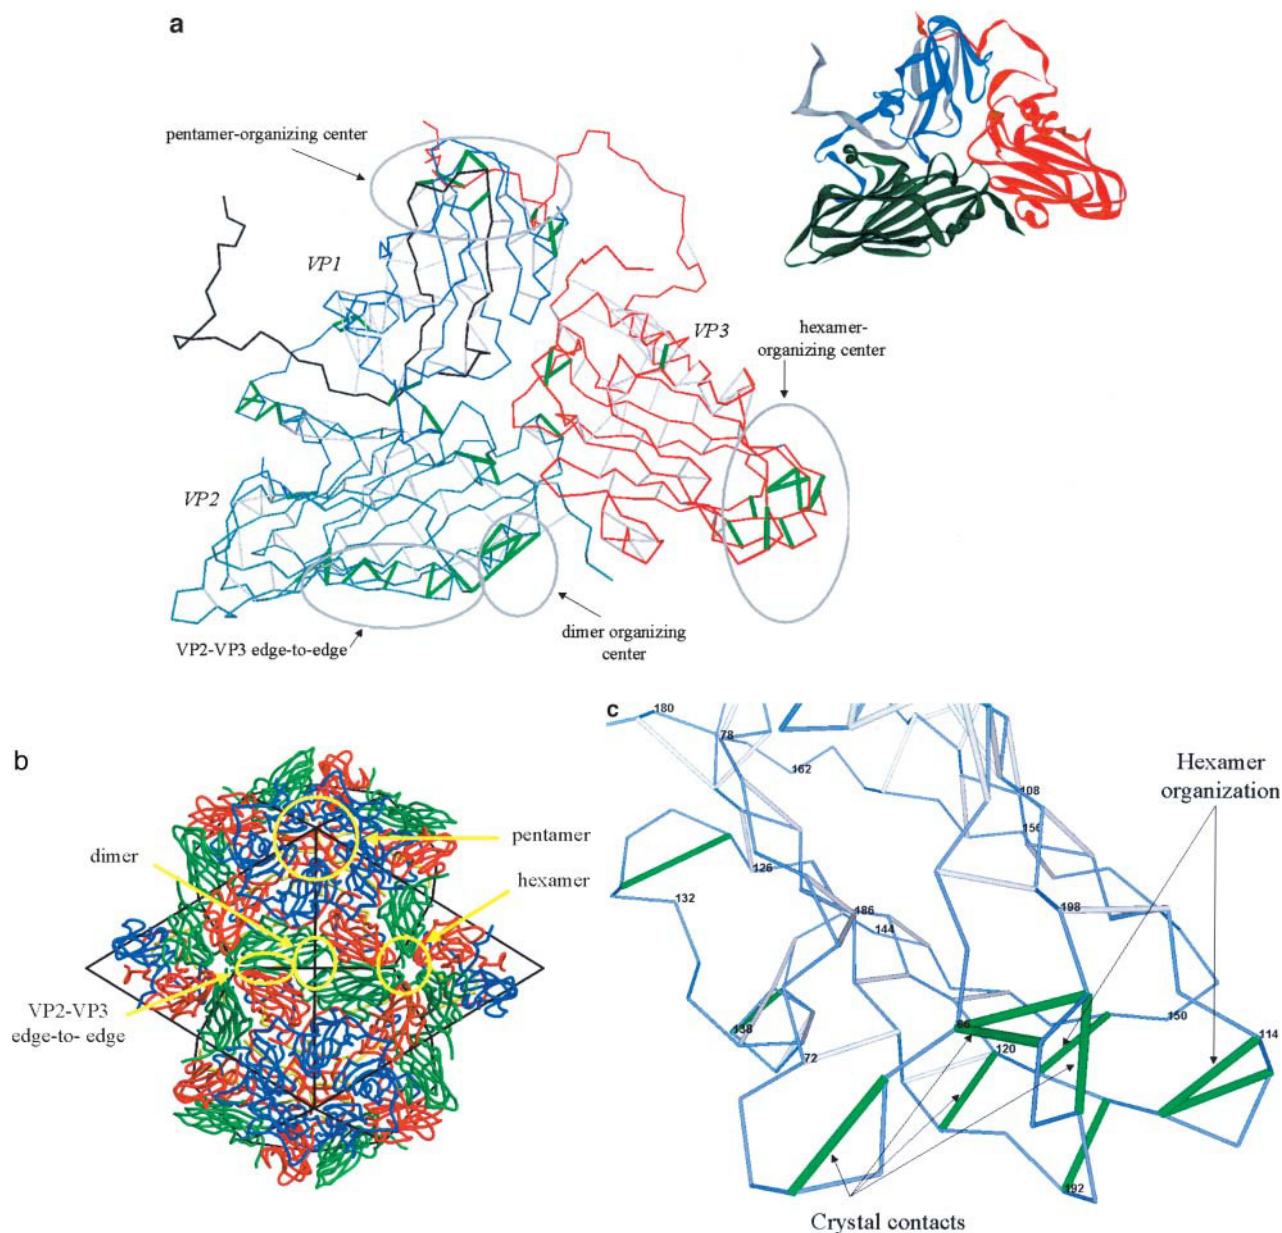 a
pentamer-organizing center
VP1
VP3
hexamer-
organizing center
VP2
dimer organizing
center
VP2-VP3 edge-to-edge
b
dimer
pentamer
hexamer
VP2-VP3
edge-to- edge
c
180
78
162
108
156
126
132
186
144
198
138
72
66
120
150
114
192
Hexamer
organization
Crystal contacts